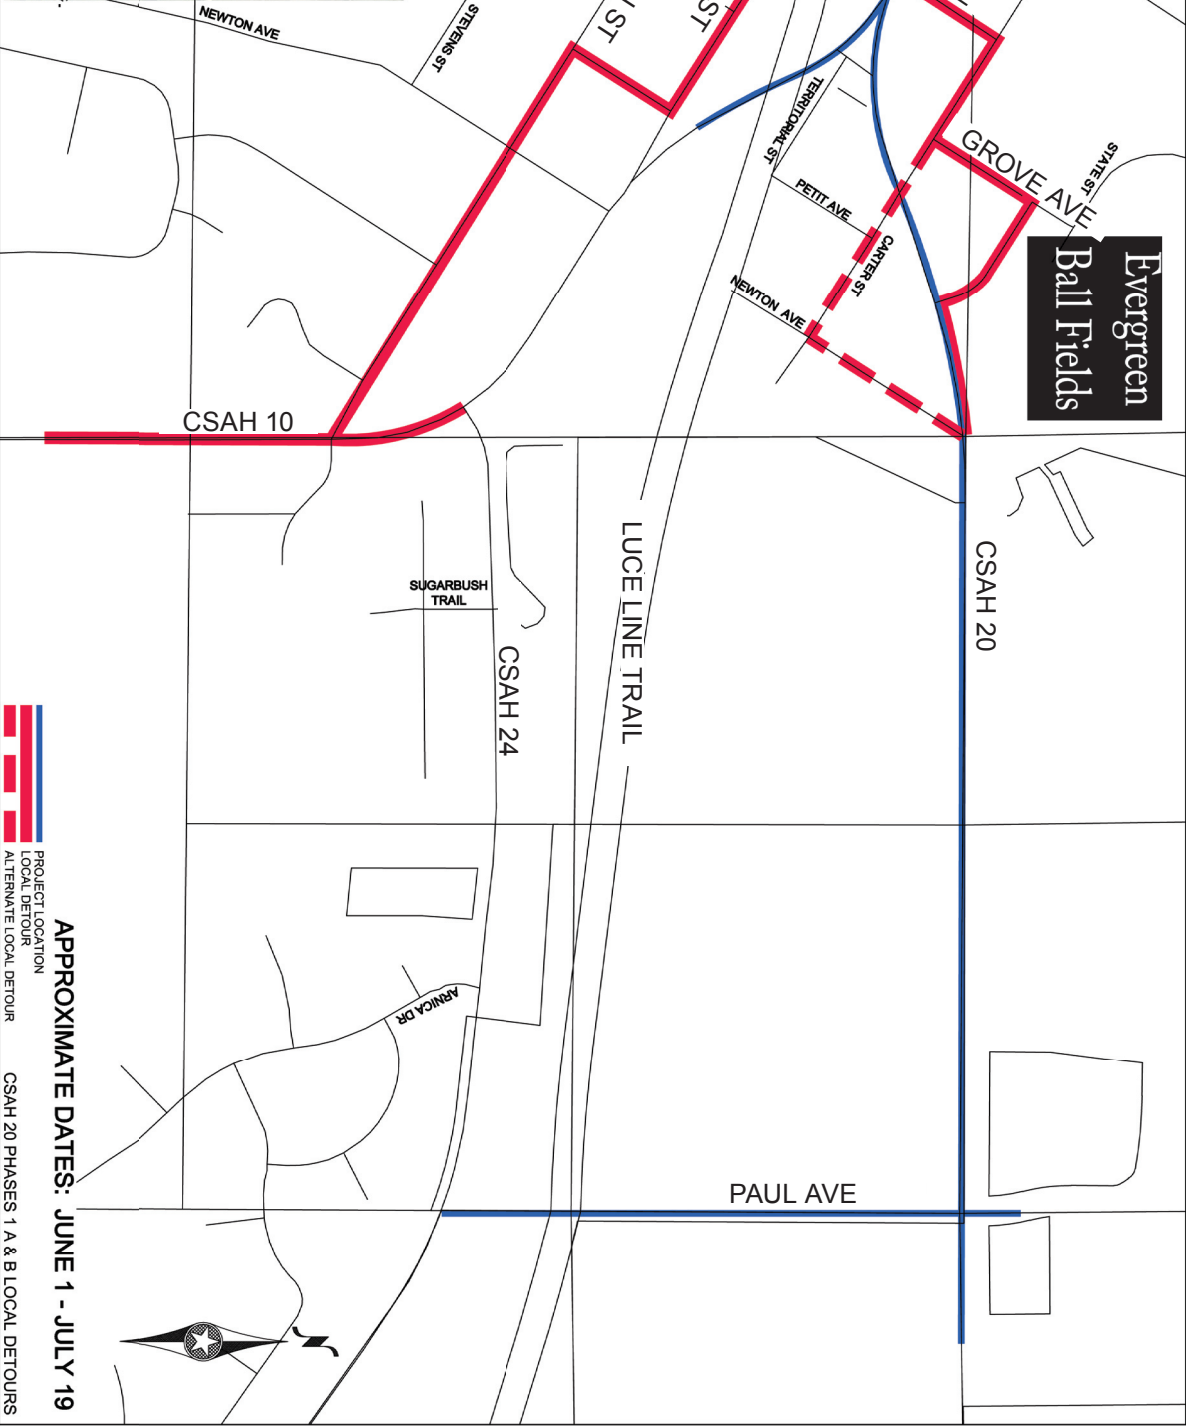 NEWTON AVE
STEVENS ST
ST
ST
TERRITORIAL ST
PETIT AVE
CARTER ST
NEWTON AVE
GROVE AVE
STATE ST
Evergreen
Ball Fields
CSAH 10
CSAH 20
LUCE LINE TRAIL
SUGARBUSH
TRAIL
CSAH 24
ARNICA DR
PAUL AVE
APPROXIMATE DATES: JUNE 1 - JULY 19
PROJECT LOCATION
LOCAL DETOUR
ALTERNATE LOCAL DETOUR
CSAH 20 PHASES 1 A & B LOCAL DETOURS
N